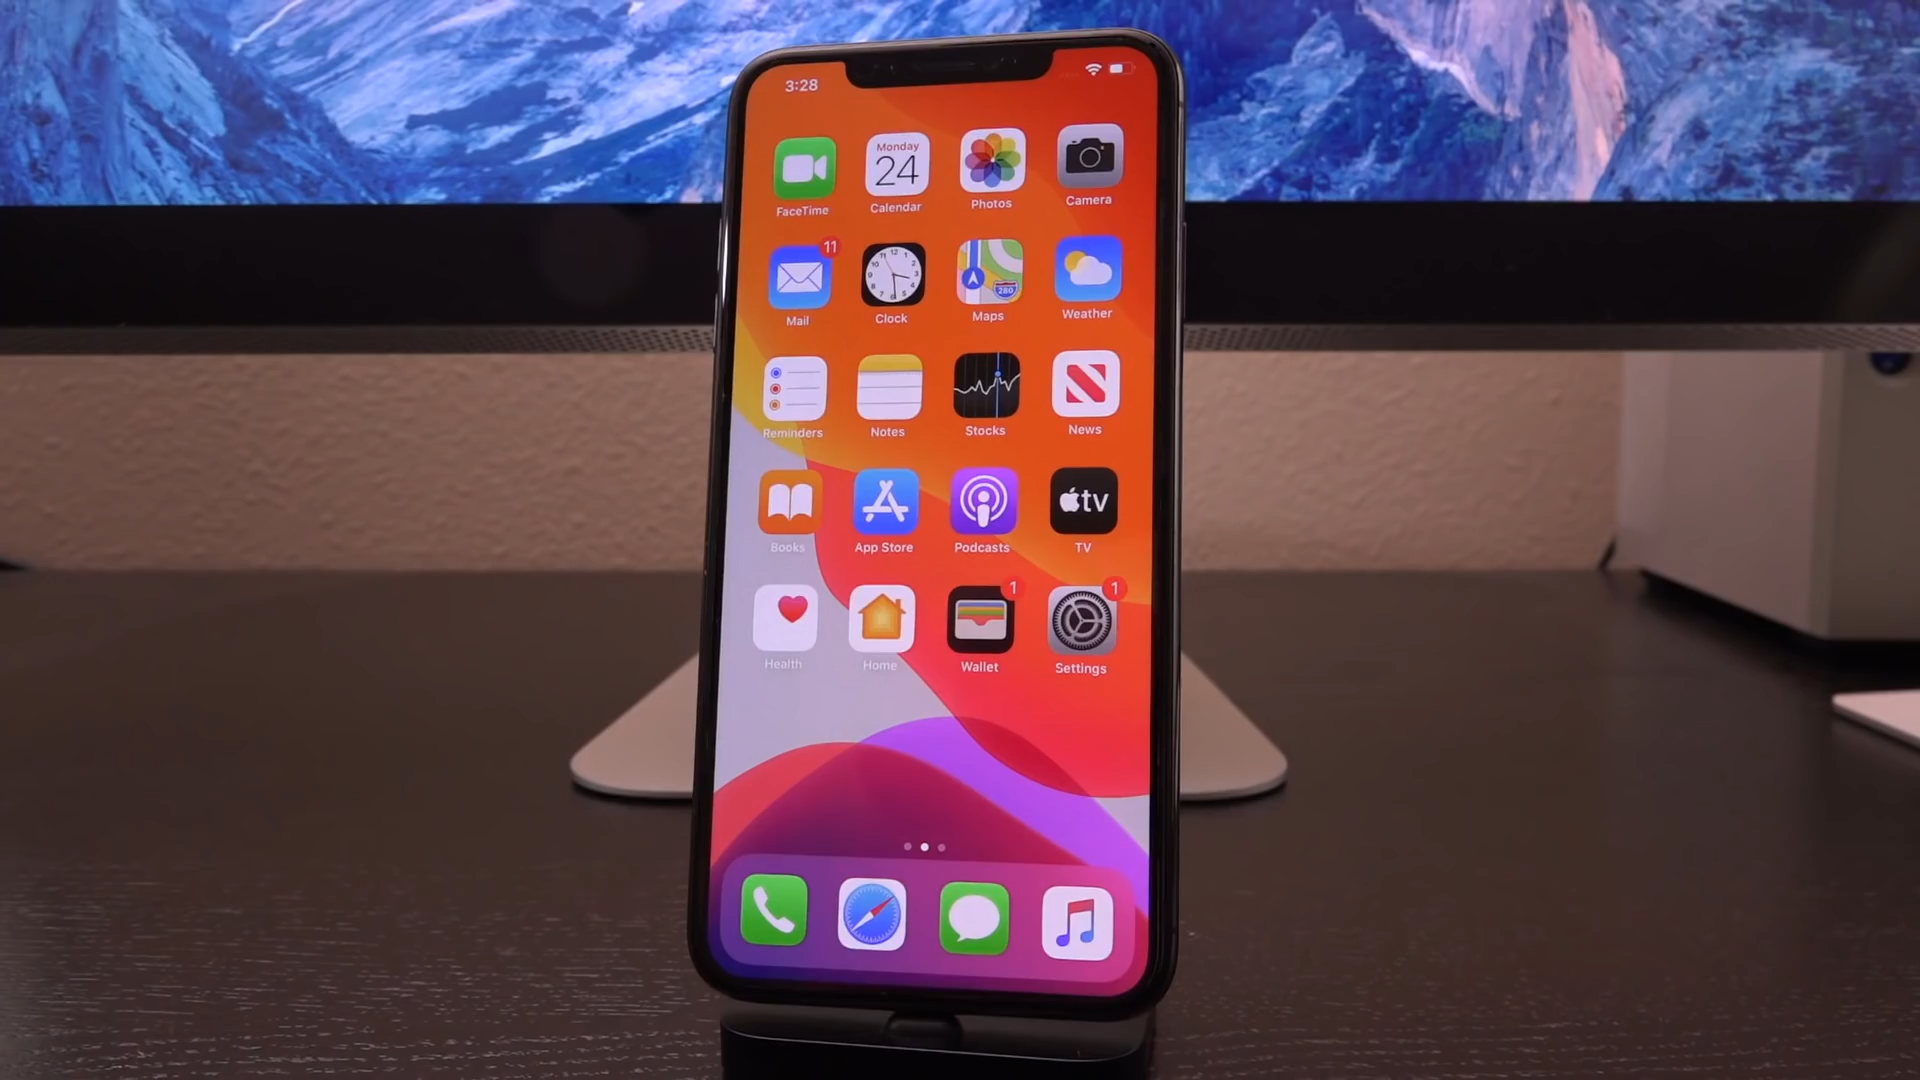 3:28
FaceTime
Monday
24
Calendar
Photos
Camera
11
Mail
Clock
280
Maps
Weather
Reminders
Notes
Stocks
News
Books
App Store
Podcasts
tv
TV
Health
Home
1
Wallet
1
Settings